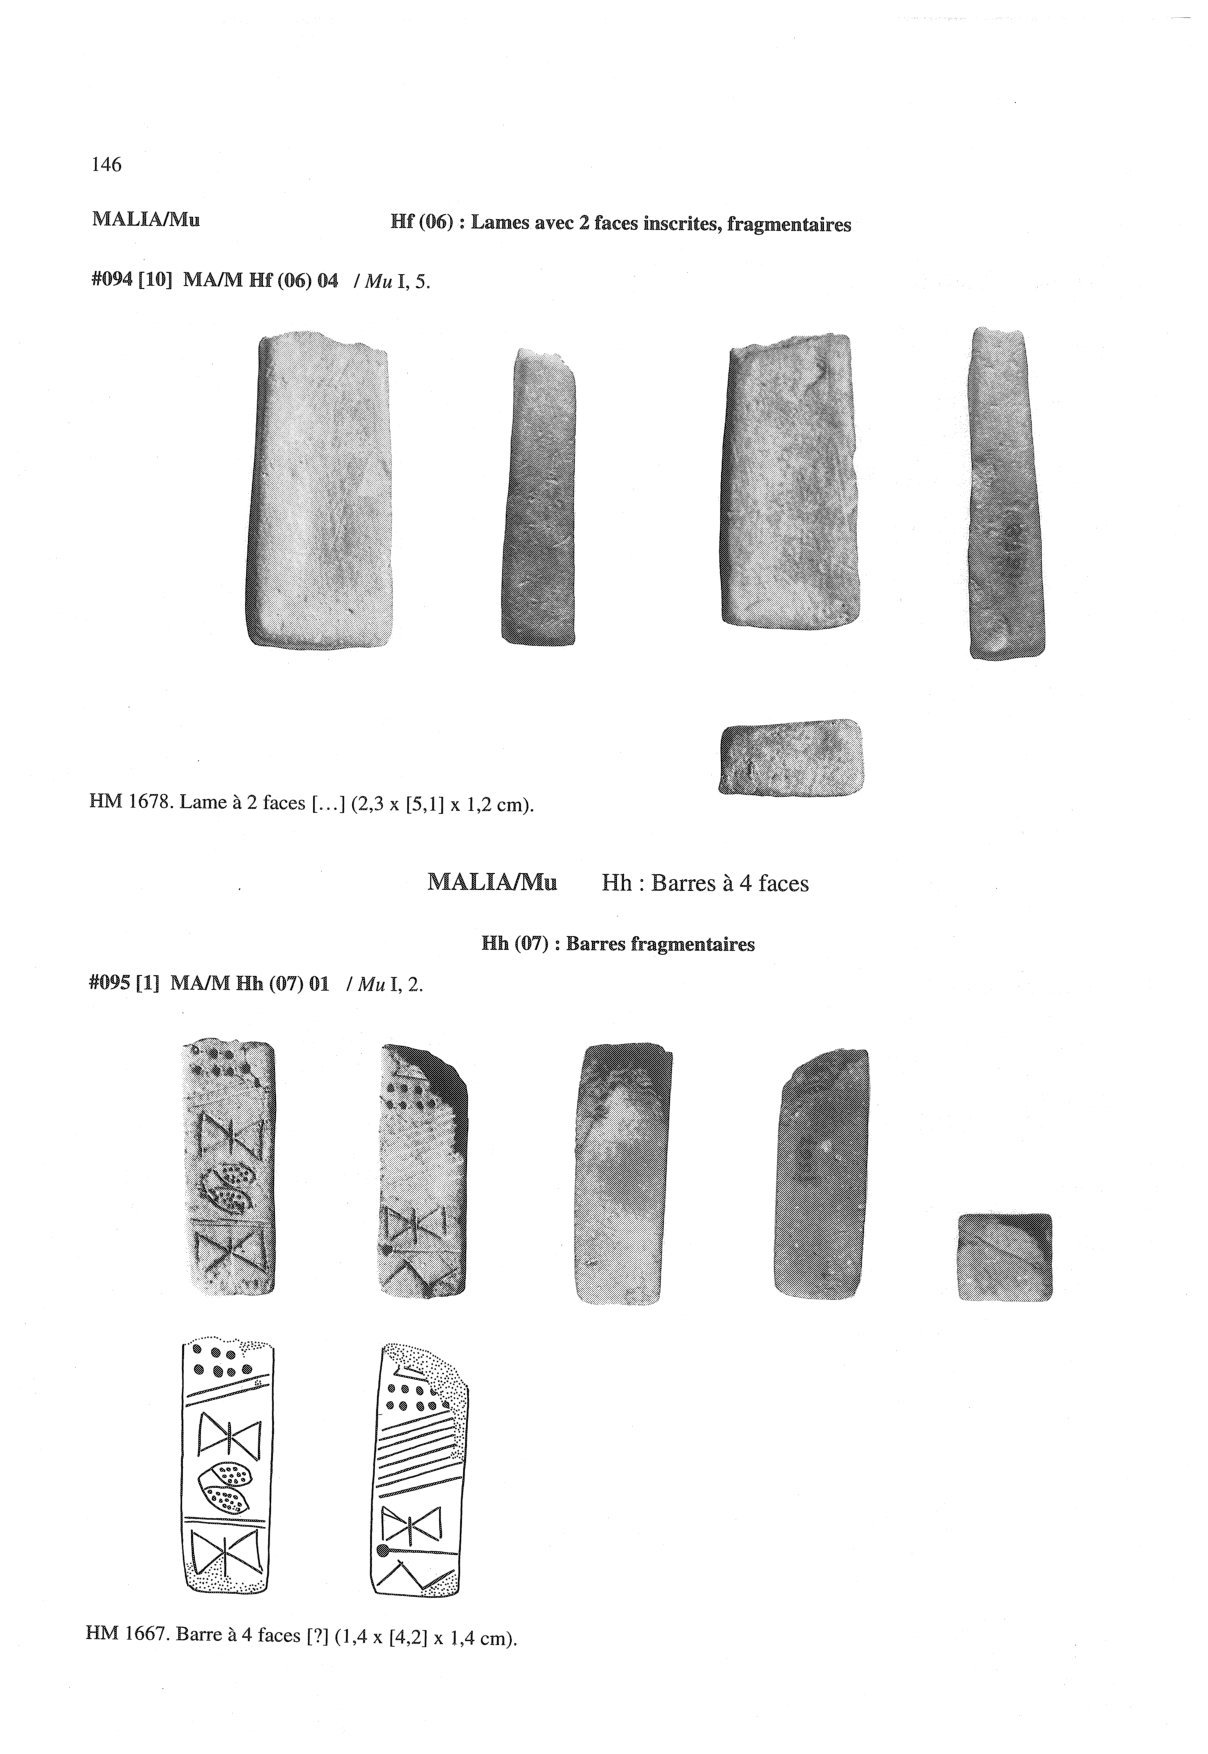 146
MALIA/Mu Hf (06) : Lames avec 2 faces inscrites, fragmentaires
#094 [10] MA/M Hf (06) 04 / Mu I, 5.
HM 1678. Lame à 2 faces [...] (2,3 x [5,1] x 1,2 cm).
MALIA/Mu Hh : Barres à 4 faces
Hh (07) : Barres fragmentaires
#095 [1] MA/M Hh (07) 01 / Mu I, 2.
HM 1667. Barre à 4 faces [?] (1,4 x [4,2] x 1,4 cm).